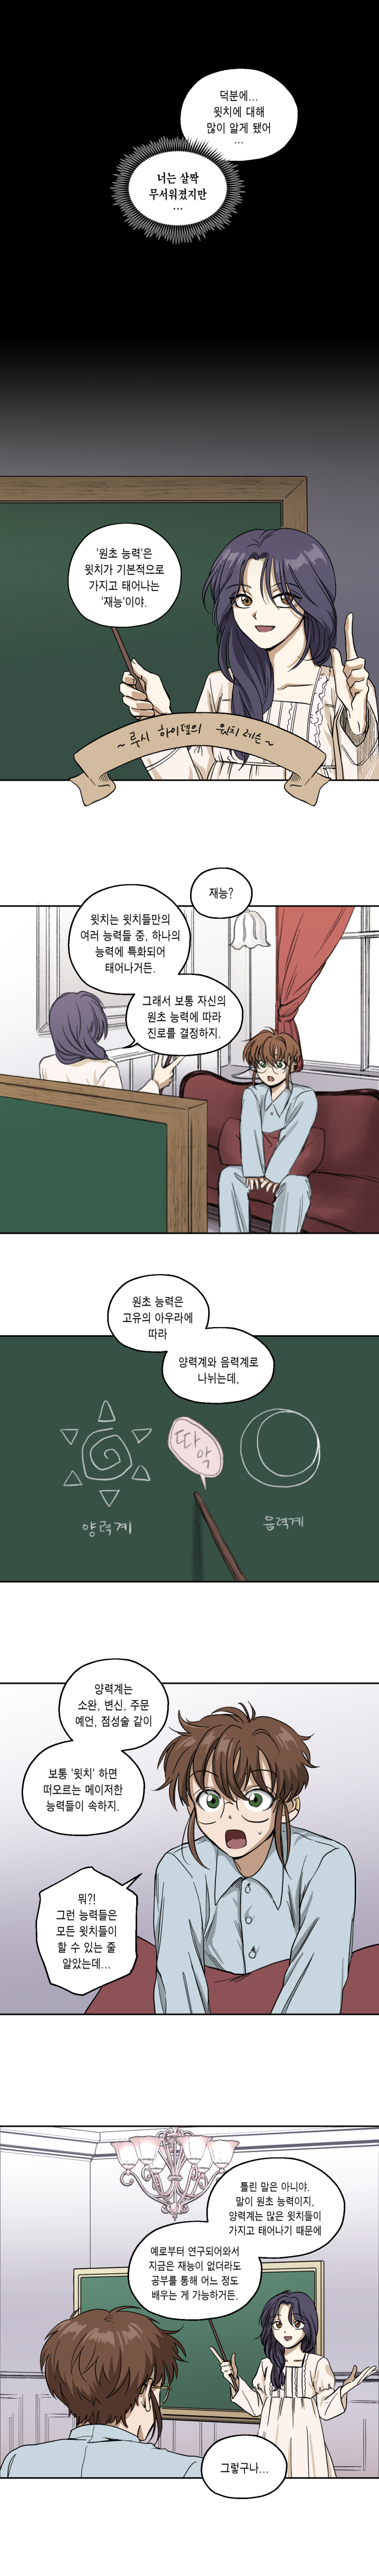 덕분에...
윗치에 대해
많이 알게 됐어
...
너는 살짝
무서워졌지만
...
'원초 능력'은
윗치가 기본적으로
가지고 태어나는
'재능'이야.
~루시 하이델의 윗치 레슨~
재능?
윗치는 윗치들만의
여러 능력들 중, 하나의
능력에 특화되어
태어나거든.
그래서 보통 자신의
원초 능력에 따라
진로를 결정하지.
원초 능력은
고유의 아우라에
따라
양력계와 음력계로
나뉘는데,
따
악
양력계
음력계
양력계는
소완, 변신, 주문
예언, 점성술 같이
보통 '윗치' 하면
떠오르는 메이저한
능력들이 속하지.
뭐?!
그런 능력들은
모든 윗치들이
할 수 있는 줄
알았는데...
틀린 말은 아니야.
말이 원초 능력이지,
양력계는 많은 윗치들이
가지고 태어나기 때문에
예로부터 연구되어와서
지금은 재능이 없더라도
공부를 통해 어느 정도
배우는 게 가능하거든.
그렇구나...